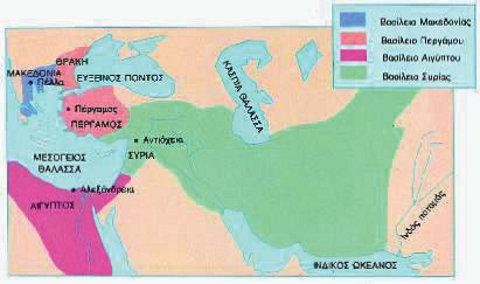 Βασίλειο Μακεδονίας
Βασίλειο Περγάμου
Βασίλειο Αιγύπτου
Βασίλειο Συρίας
ΘΡΑΚΗ
ΜΑΚΕΔΟΝΙΑ
Πέλλα
ΕΥΞΕΙΝΟΣ ΠΟΝΤΟΣ
ΚΑΣΠΙΑ ΘΑΛΑΣΣΑ
Πέργαμος
ΠΕΡΓΑΜΟΣ
Αντιόχεια
ΣΥΡΙΑ
ΜΕΣΟΓΕΙΟΣ
ΘΑΛΑΣΣΑ
Αλεξάνδρεια
ΑΙΓΥΠΤΟΣ
Ινδός ποταμός
ΙΝΔΙΚΟΣ ΩΚΕΑΝΟΣ